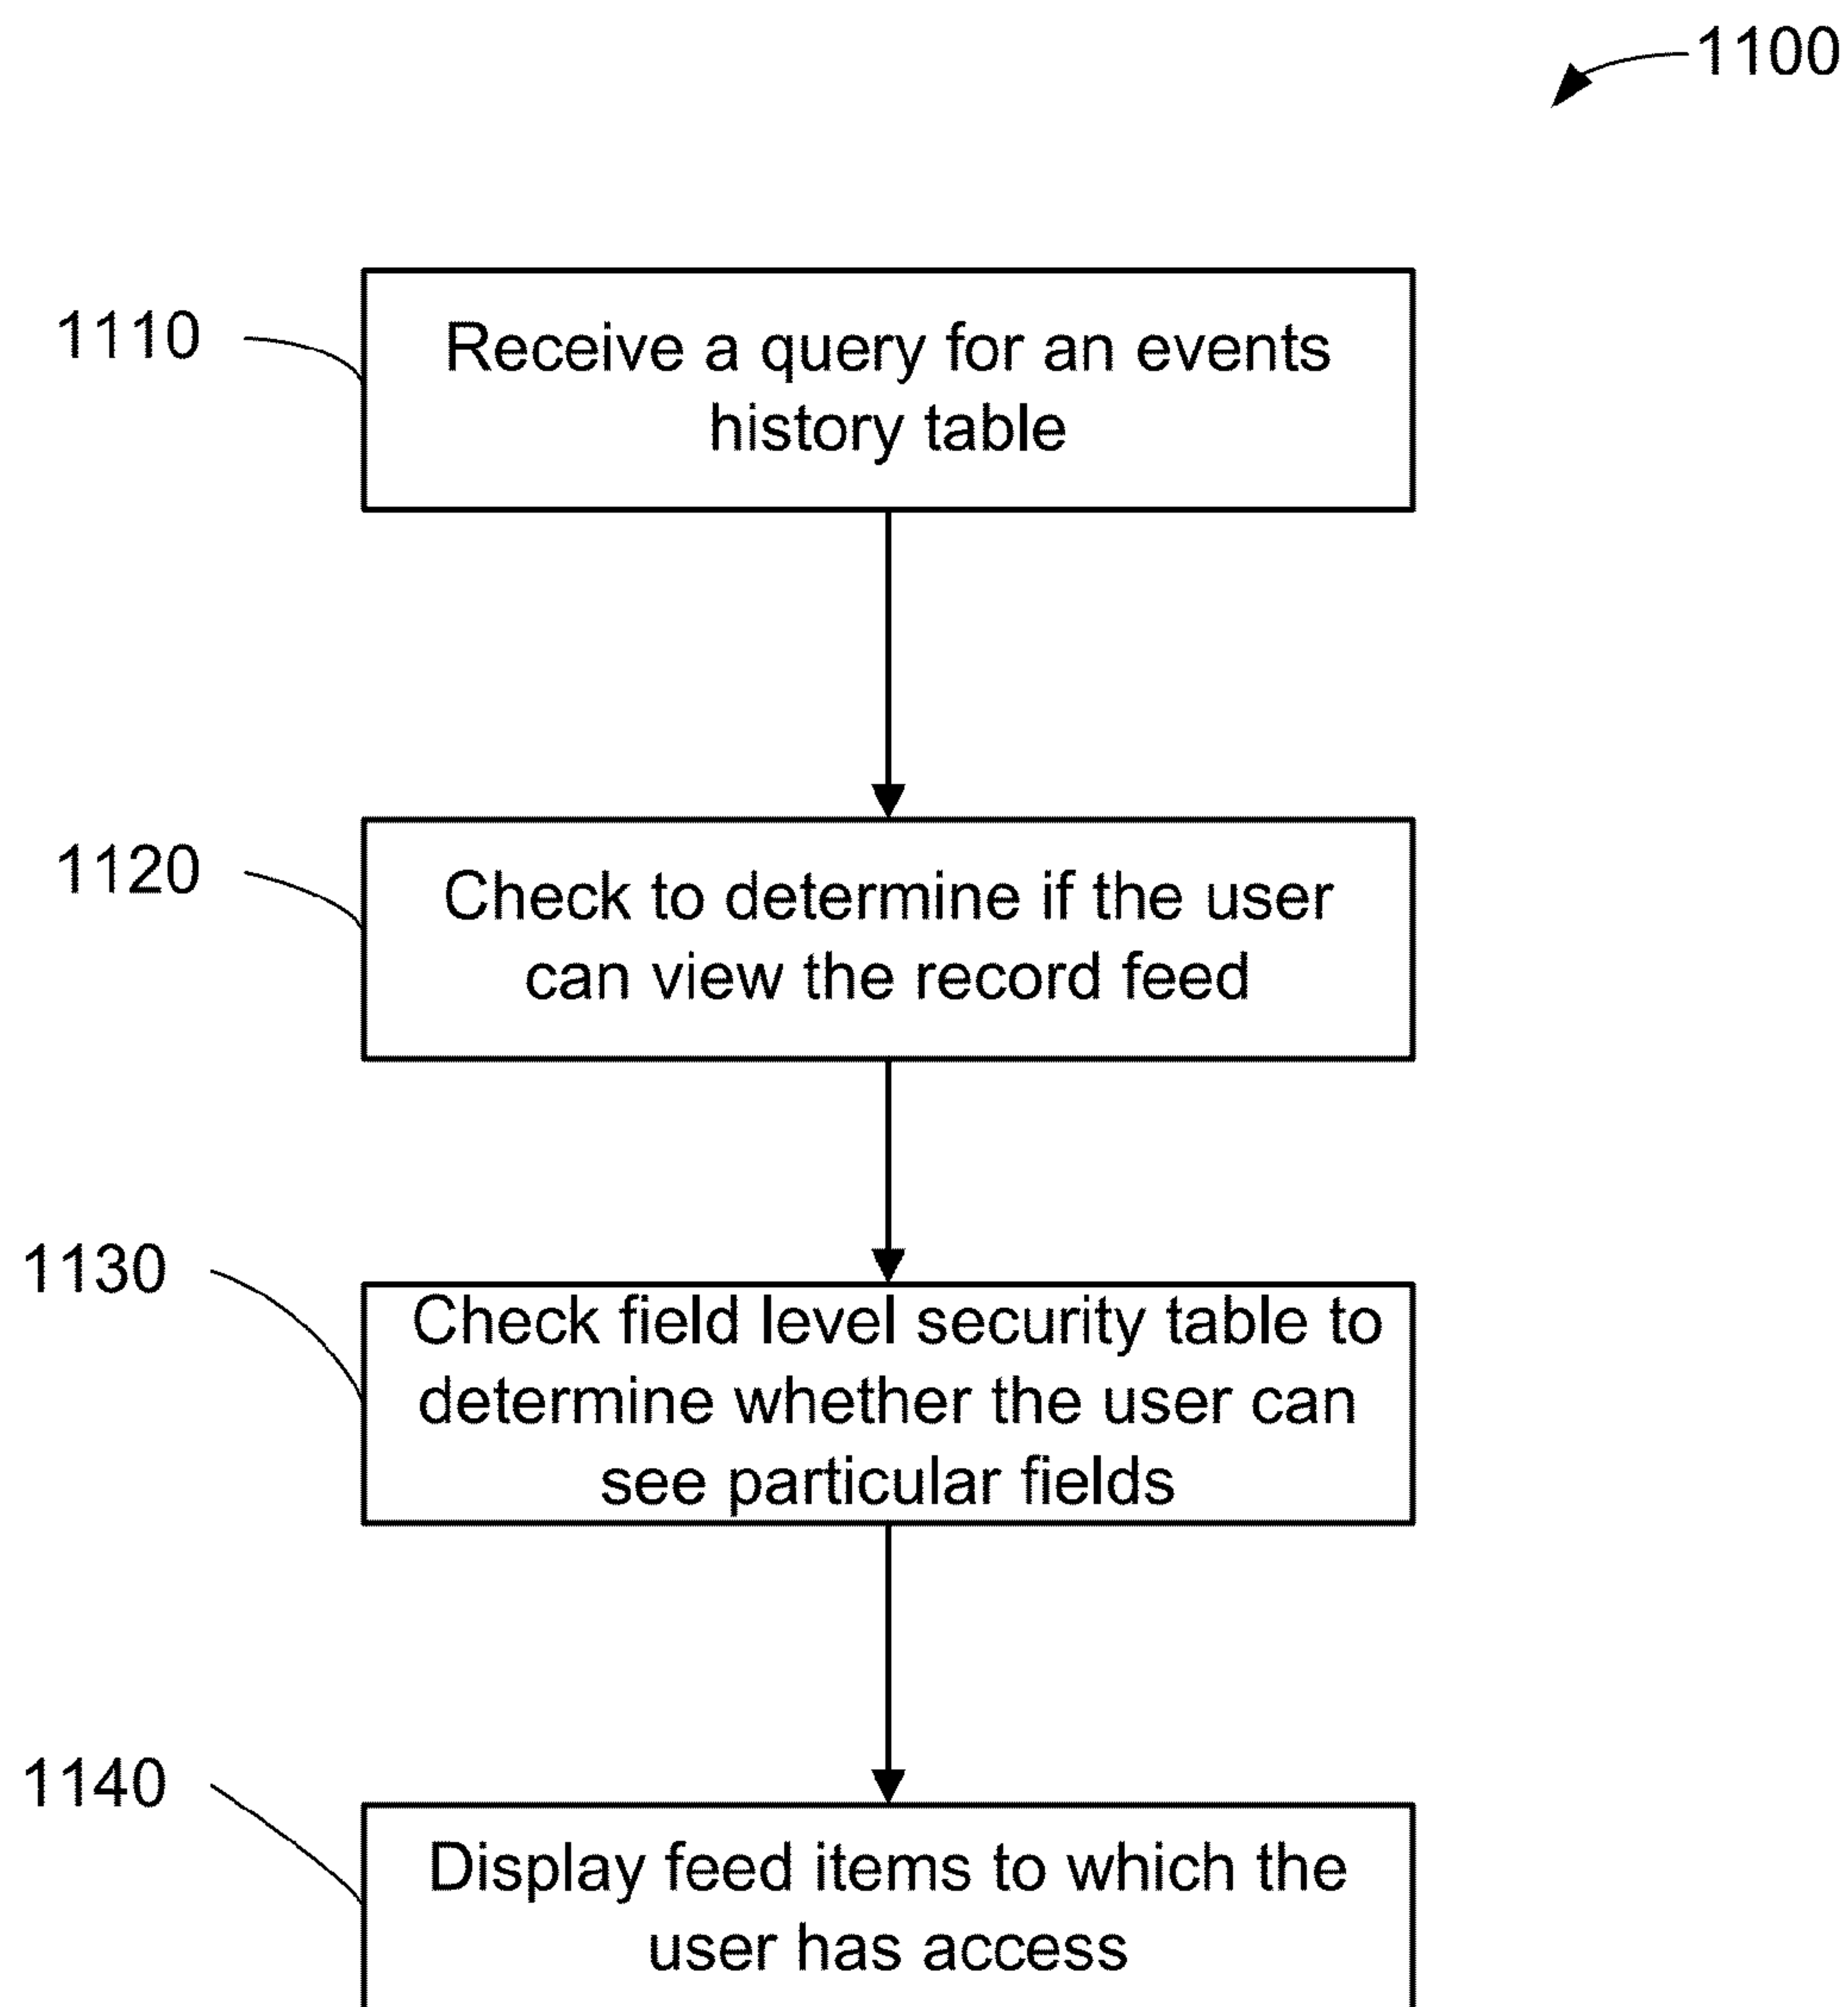 1100
1110
Receive a query for an events
history table
1120
Check to determine if the user
can view the record feed
1130
Check field level security table to
determine whether the user can
see particular fields
1140
Display feed items to which the
user has access